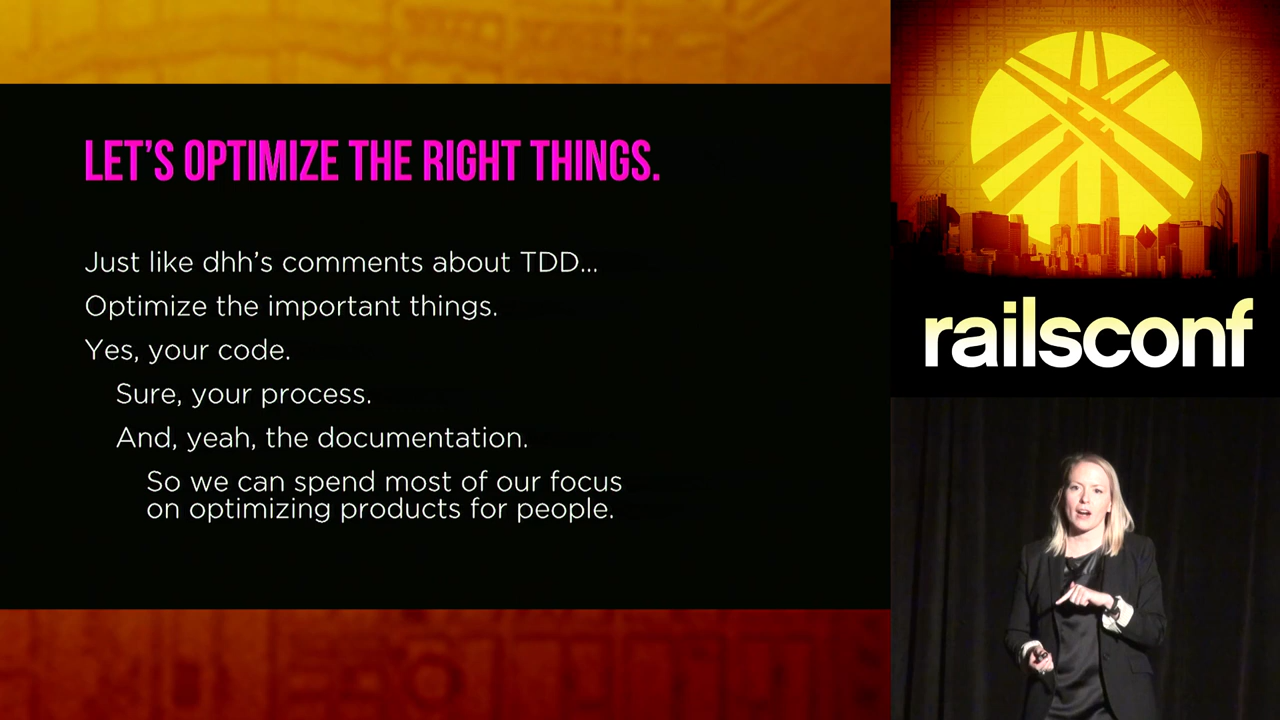 LET'S OPTIMIZE THE RIGHT THINGS.
Just like dhh's comments about TDD...
Optimize the important things.
Yes, your code.
Sure, your process.
And, yeah, the documentation.
So we can spend most of our focus
on optimizing products for people.
railsconf